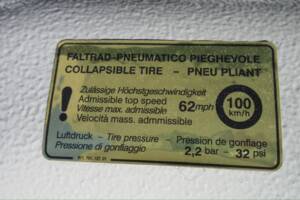 FALTRAD-PNEUMATICO PIEGHEVOLE
COLLAPSIBLE TIRE - PNEU PLIANT
Zulässige Höchstgeschwindigkeit
Admissible top speed
Vitesse max. admissible
Velocità mass. admmissibile
! 62mph 100 km/h
Luftdruck - Tire pressure - Pression de gonflage
Pressione di gonfiaggio 2,2 bar - 32 psi